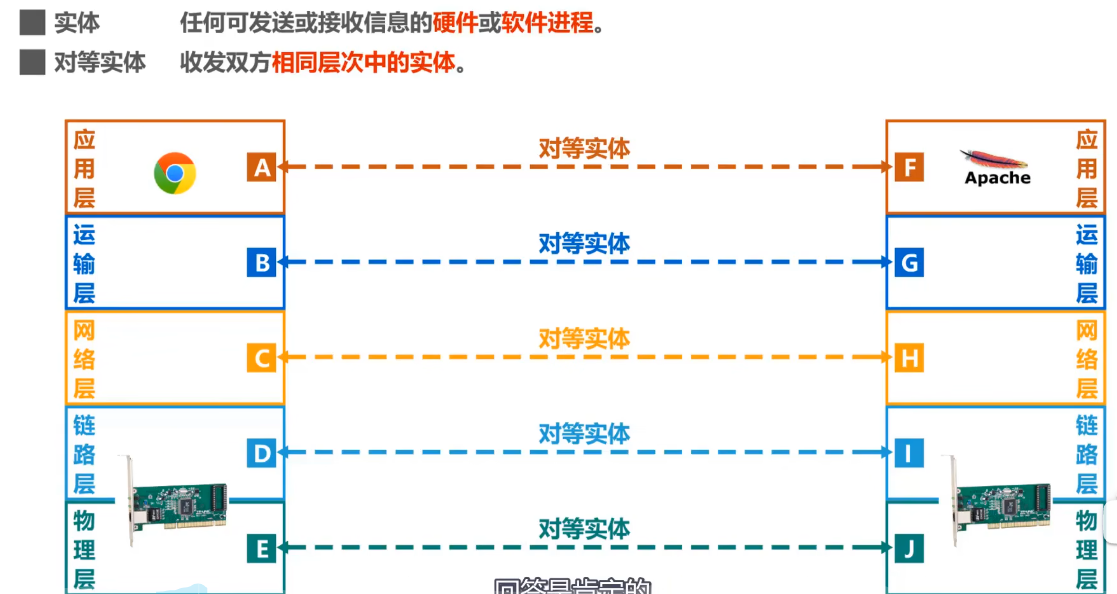 实体 任何可发送或接收信息的硬件或软件进程。
对等实体 收发双方相同层次中的实体。
应用层 A 对等实体 F Apache 应用层
运输层 B 对等实体 G 运输层
网络层 C 对等实体 H 网络层
链路层 D 对等实体 I 链路层
物理层 E 对等实体 J 物理层
回答是肯定的